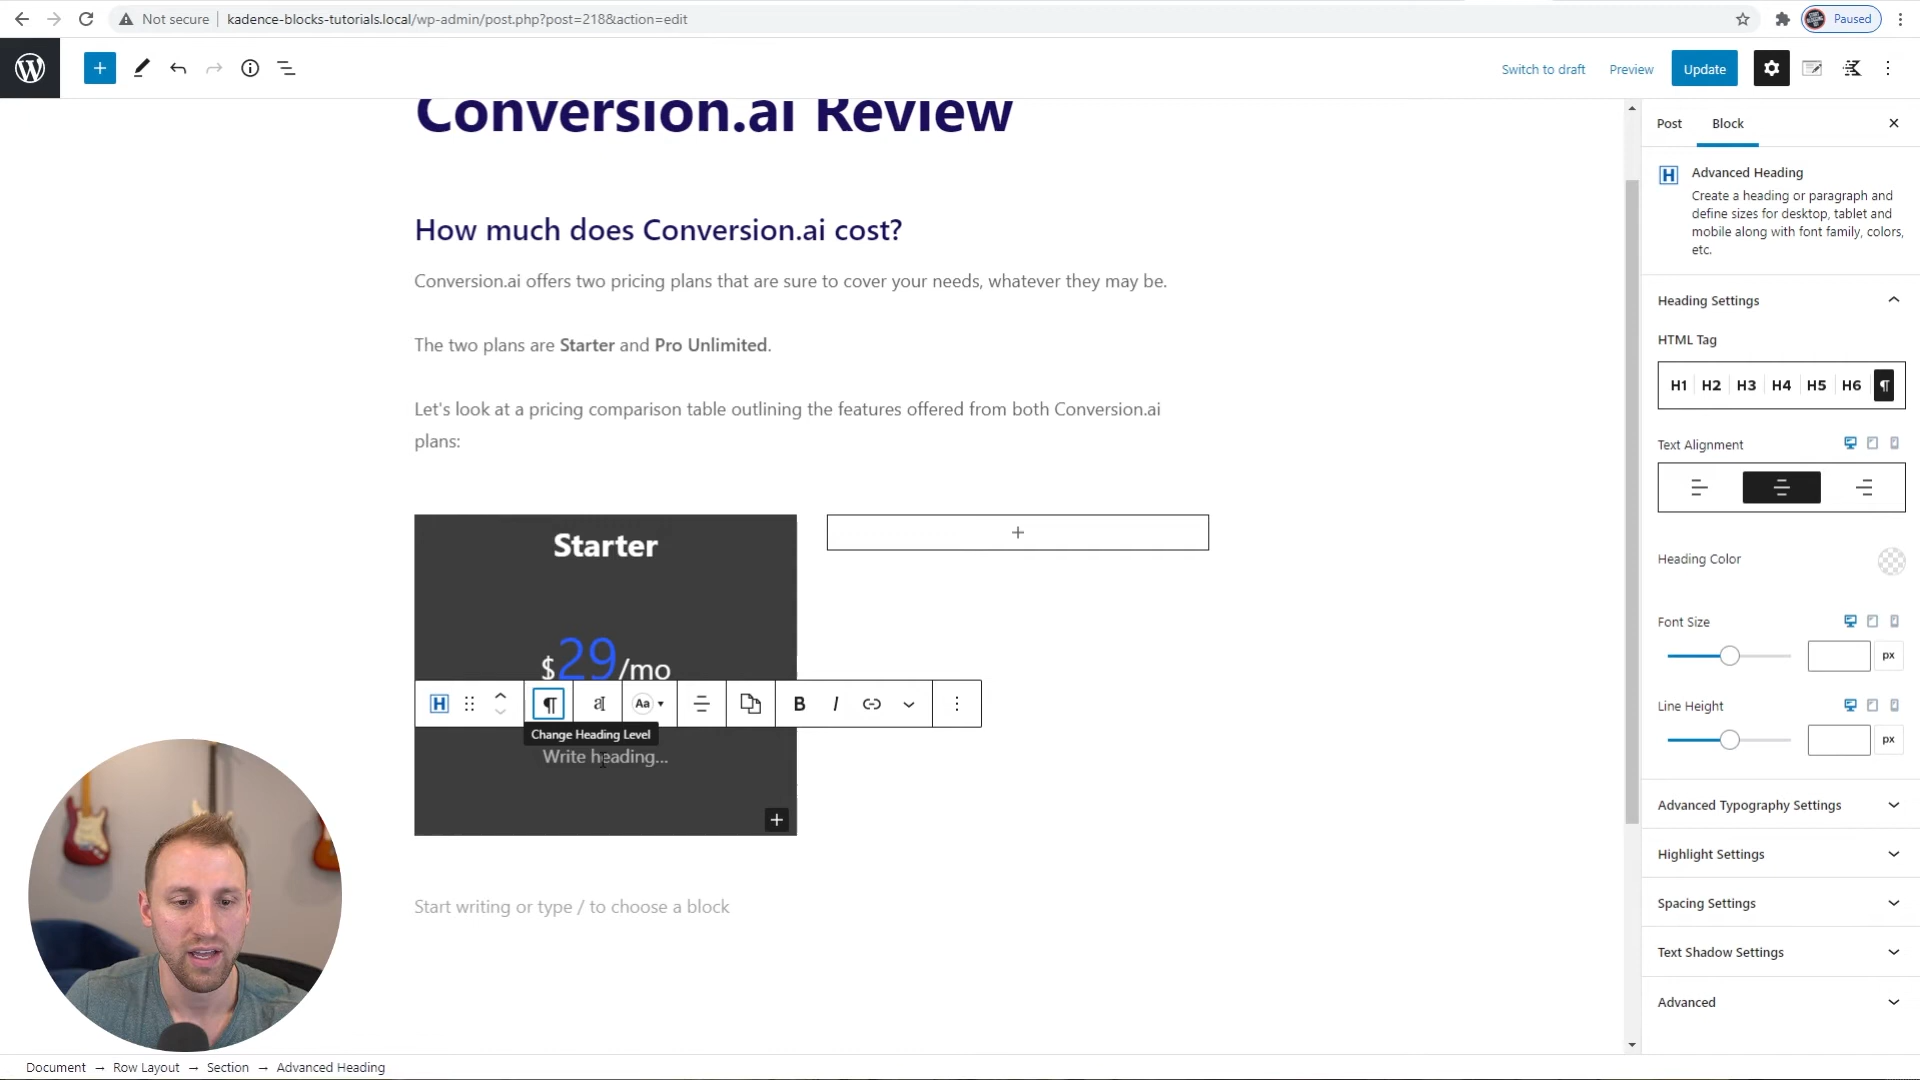 Not secure
kadence-blocks-tutorials.local/wp-admin/post.php?post=218&action=edit
Paused
Switch to draft
Preview
Update
Conversion.ai Review
How much does Conversion.ai cost?
Conversion.ai offers two pricing plans that are sure to cover your needs, whatever they may be.
The two plans are Starter and Pro Unlimited.
Let's look at a pricing comparison table outlining the features offered from both Conversion.ai
plans:
Starter
$29/mo
Aa
B I
Change Heading Level
Write heading...
Start writing or type / to choose a block
Post
Block
Advanced Heading
Create a heading or paragraph and
define sizes for desktop, tablet and
mobile along with font family, colors,
etc.
Heading Settings
HTML Tag
H1 H2 H3 H4 H5 H6 ¶
Text Alignment
Heading Color
Font Size
px
Line Height
px
Advanced Typography Settings
Highlight Settings
Spacing Settings
Text Shadow Settings
Advanced
Document → Row Layout → Section → Advanced Heading